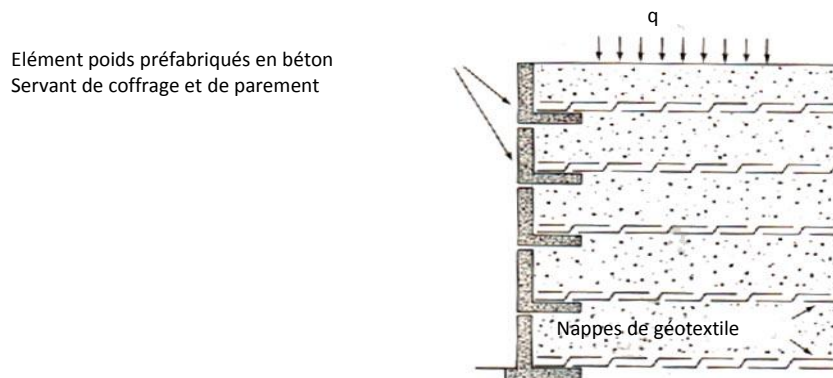 q
Elément poids préfabriqués en béton
Servant de coffrage et de parement
Nappes de géotextile